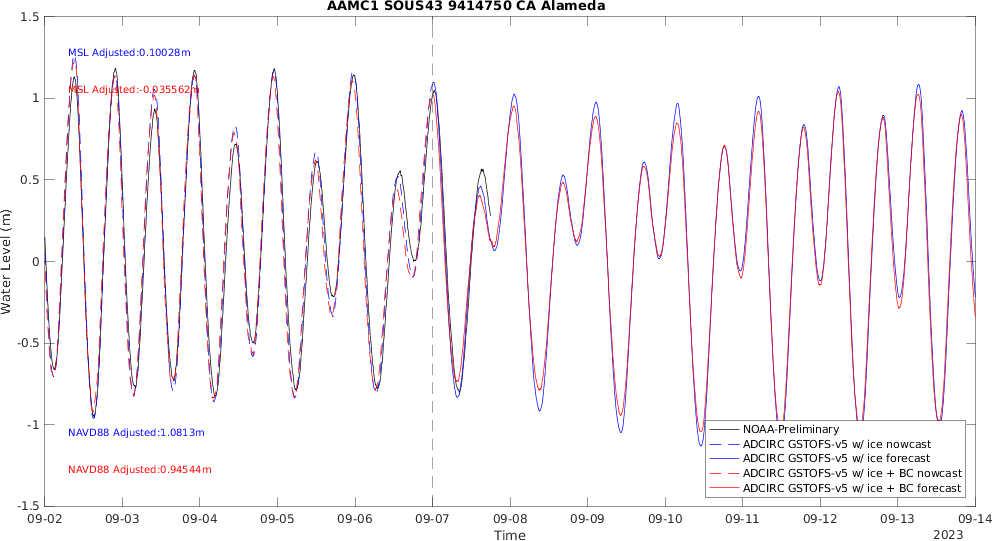 AAMC1 SOUS43 9414750 CA Alameda
1.5
MSL Adjusted:0.10028m
MSL Adjusted:-0.035562m
1
0.5
0
-0.5
-1
-1.5
Water Level (m)
NAVD88 Adjusted:1.0813m
NAVD88 Adjusted:0.94544m
NOAA-Preliminary
ADCIRC GSTOFS-v5 w/ ice nowcast
ADCIRC GSTOFS-v5 w/ ice forecast
ADCIRC GSTOFS-v5 w/ ice + BC nowcast
ADCIRC GSTOFS-v5 w/ ice + BC forecast
09-02 09-03 09-04 09-05 09-06 09-07 09-08 09-09 09-10 09-11 09-12 09-13 09-14
Time
2023